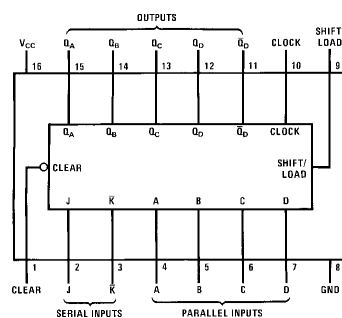 OUTPUTS
SHIFT/
LOAD
VCC QA QB QC QD Q̅D CLOCK
16 15 14 13 12 11 10 9
QA QB QC QD Q̅D CLOCK
CLEAR
SHIFT/
LOAD
J K̅ A B C D
1 2 3 4 5 6 7 8
CLEAR J K̅ A B C D GND
SERIAL INPUTS PARALLEL INPUTS